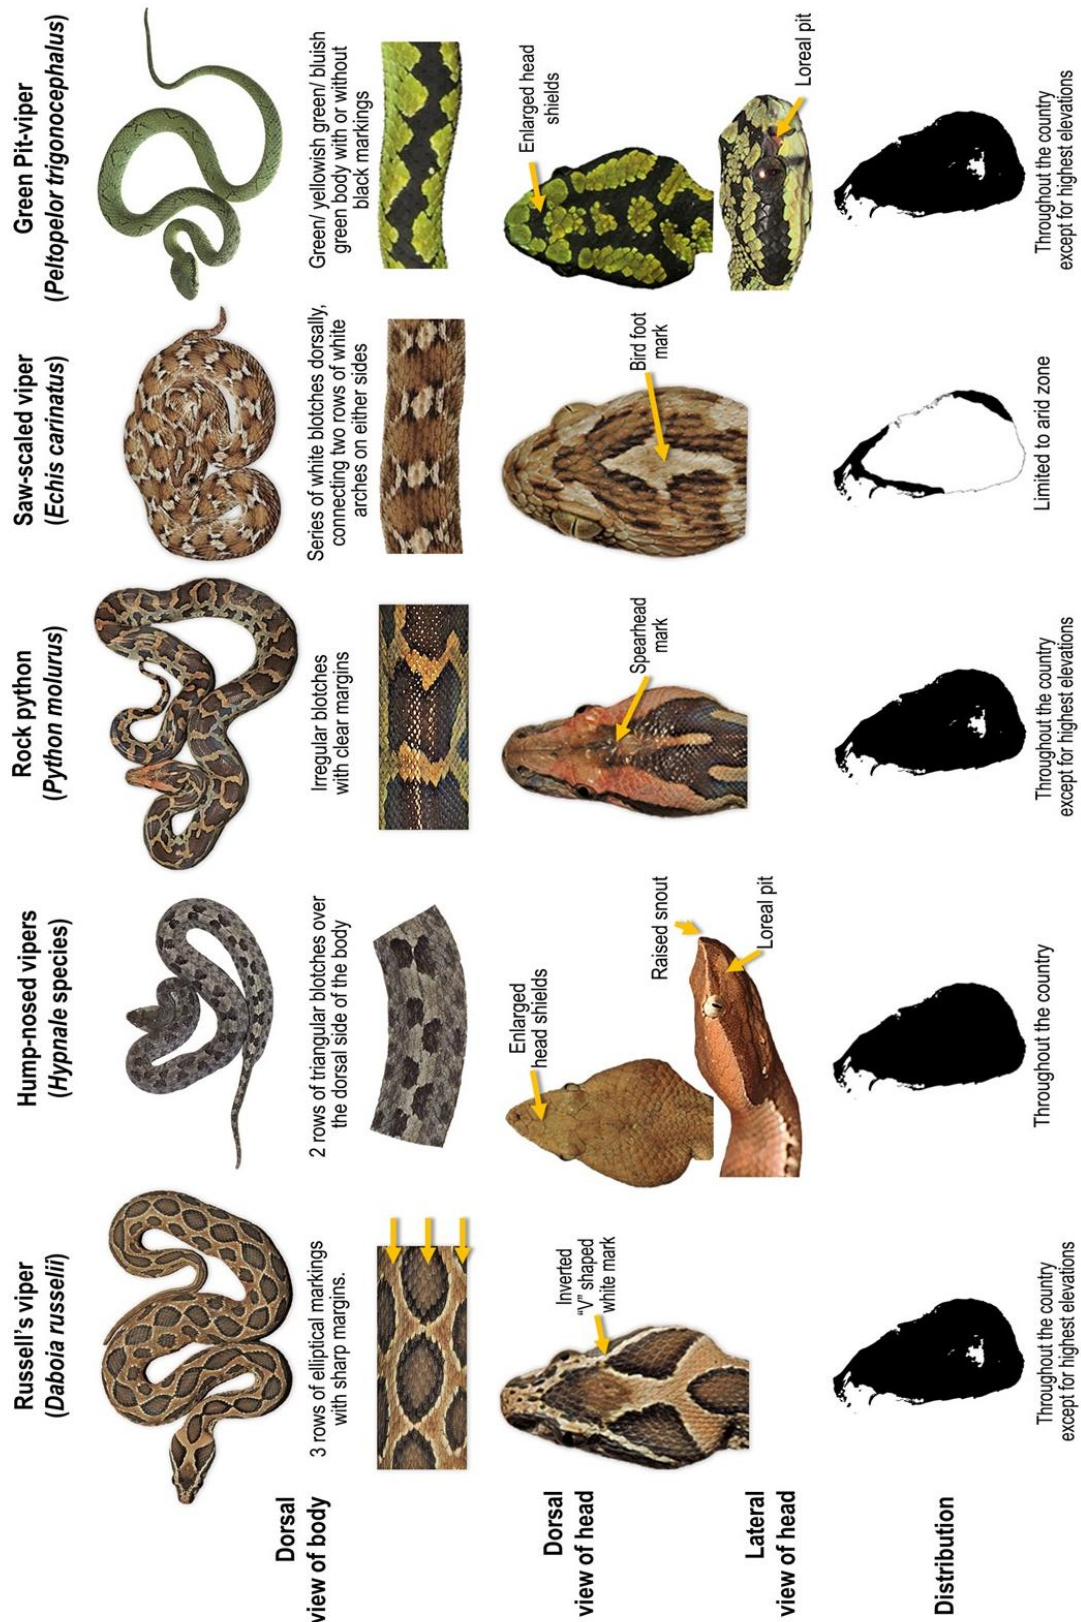 Russell's viper
(Daboia russelii)
Hump-nosed vipers
(Hypnale species)
Rock python
(Python molurus)
Saw-scaled viper
(Echis carinatus)
Green Pit-viper
(Peltopelor trigonocephalus)
Dorsal
view of body
3 rows of elliptical markings
with sharp margins.
2 rows of triangular blotches over
the dorsal side of the body
Irregular blotches
with clear margins
Series of white blotches dorsally,
connecting two rows of white
arches on either sides
Green/ yellowish green/ bluish
green body with or without
black markings
Dorsal
view of head
Inverted
"V" shaped
white mark
Enlarged
head shields
Spearhead
mark
Bird foot
mark
Enlarged head
shields
Lateral
view of head
Raised snout
Loreal pit
Loreal pit
Distribution
Throughout the country
except for highest elevations
Throughout the country
Throughout the country
except for highest elevations
Limited to arid zone
Throughout the country
except for highest elevations